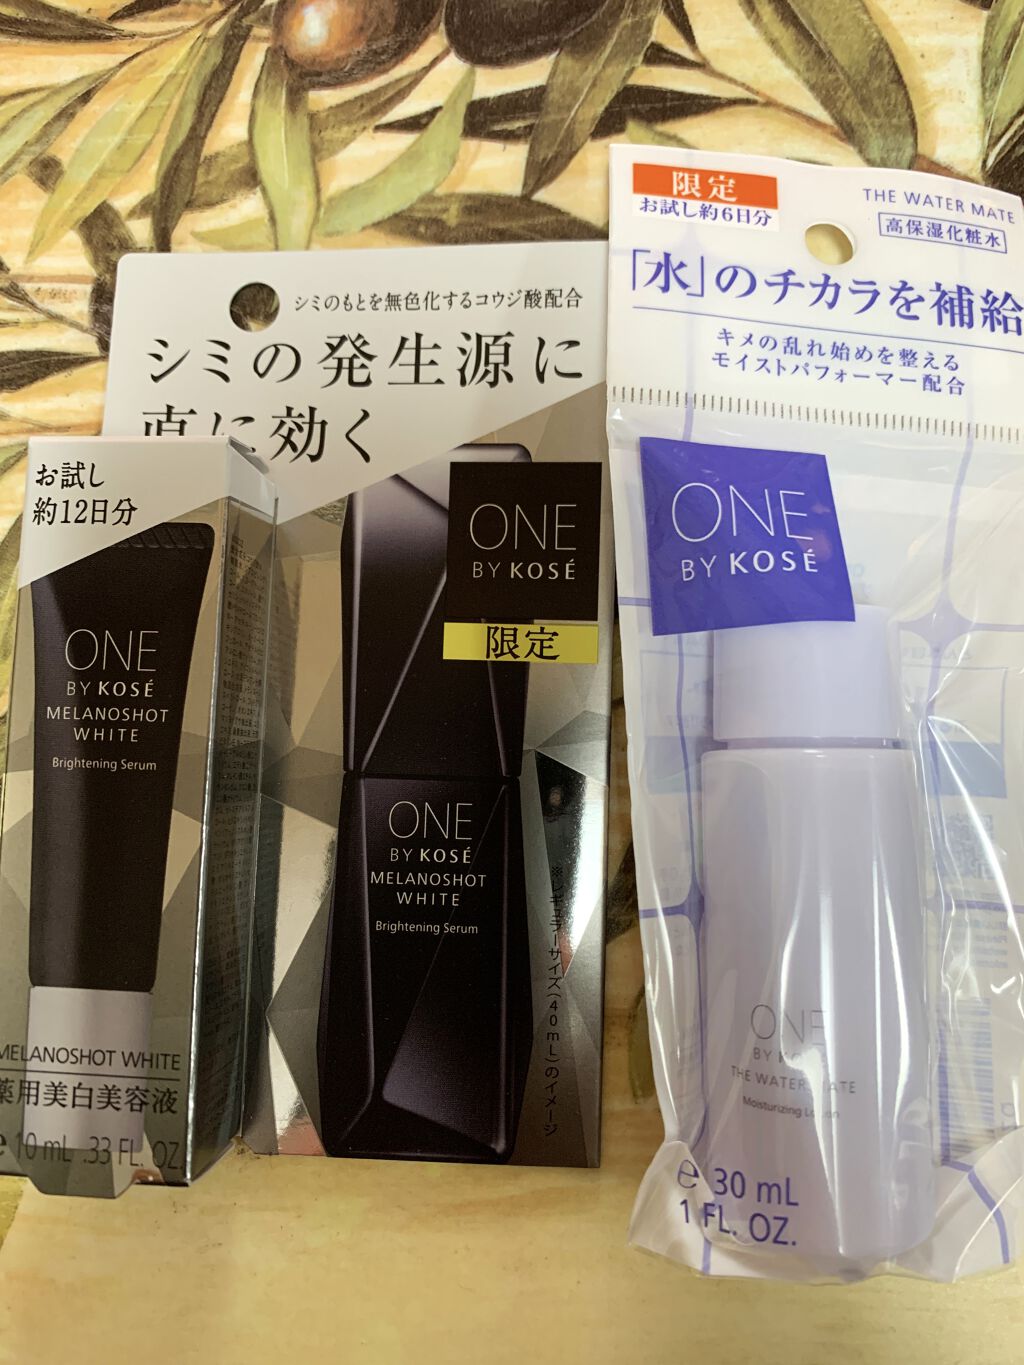 シミのもとを無色化するコウジ酸配合
シミの発生源に
直に効く
お試し
約12日分
ONE
BY KOSÉ
MELANOSHOT
WHITE
Brightening Serum
MELANOSHOT WHITE
薬用美白美容液
e 10 mL .33 FL. OZ.
ONE
BY KOSÉ
限定
ONE
BY KOSÉ
MELANOSHOT
WHITE
Brightening Serum
※レギュラーサイズ(40mL)のイメージ
限定
お試し約6日分
THE WATER MATE
高保湿化粧水
「水」のチカラを補給
キメの乱れ始めを整える
モイストパフォーマー配合
ONE
BY KOSÉ
ONE
BY KOSÉ
THE WATER MATE
Moisturizing Lotion
e 30 mL
1 FL. OZ.